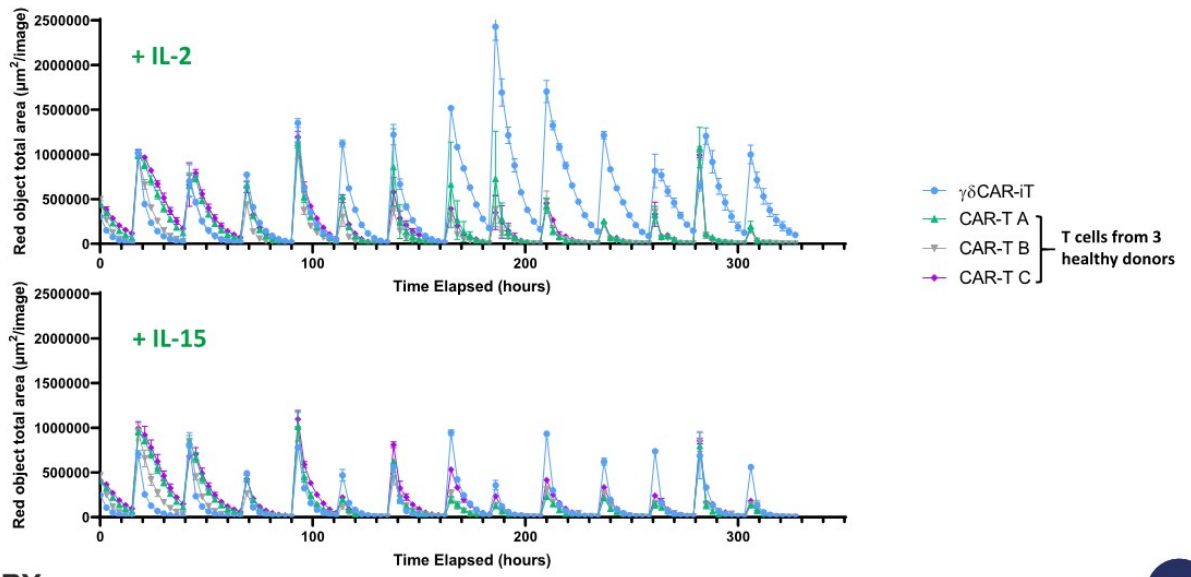 Red object total area (µm²/image)
2500000
2000000
1500000
1000000
500000
0
+ IL-2
0
100
200
300
Time Elapsed (hours)
Red object total area (µm²/image)
2500000
2000000
1500000
1000000
500000
0
+ IL-15
0
100
200
300
Time Elapsed (hours)
γδCAR-iT
CAR-T A
CAR-T B
CAR-T C
T cells from 3
healthy donors